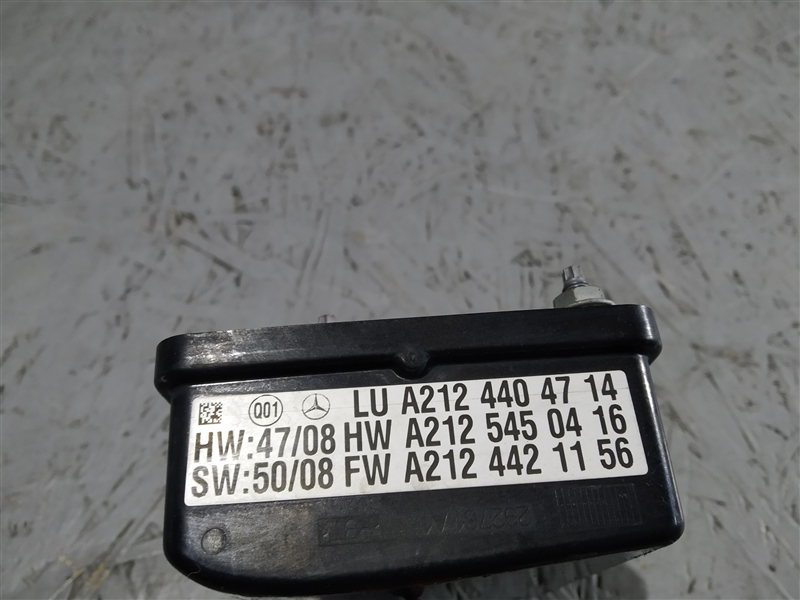 Q01 LU A212 440 47 14
HW:47/08 HW A212 545 04 16
SW:50/08 FW A212 442 11 56